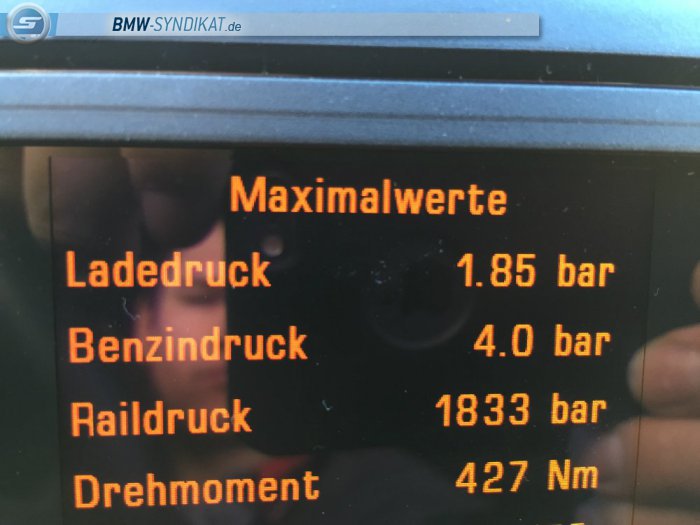 BMW-SYNDIKAT.de
Maximalwerte
Ladedruck 1.85 bar
Benzindruck 4.0 bar
Raildruck 1833 bar
Drehmoment 427 Nm